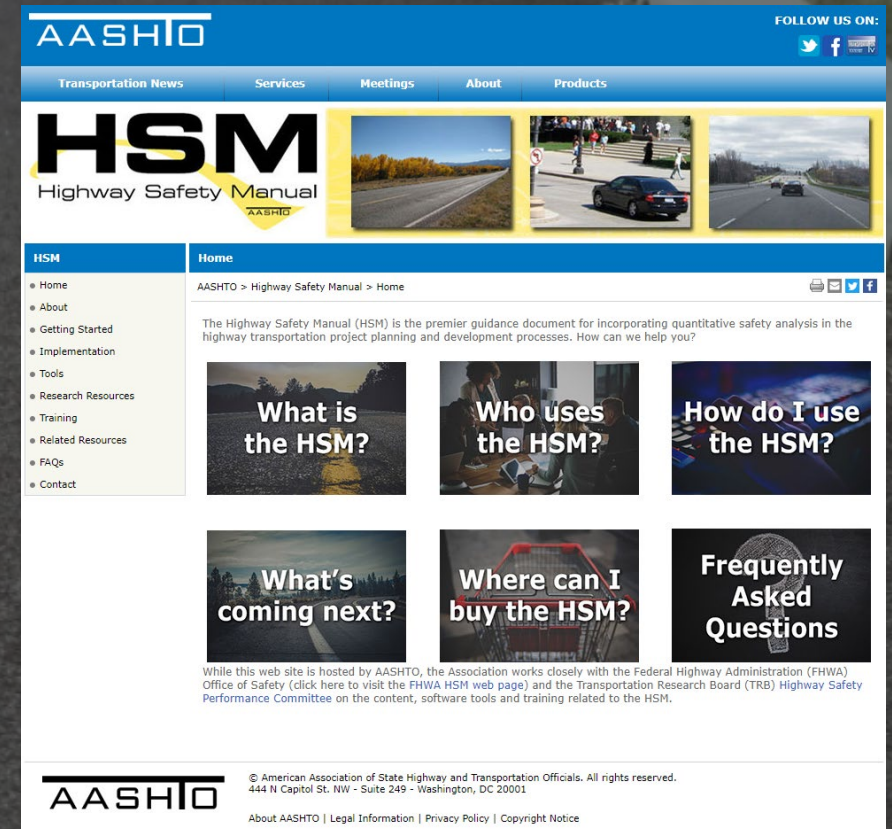 AASHTO
FOLLOW US ON:
Transportation News
Services
Meetings
About
Products
HSM
Highway Safety Manual
AASHTO
HSM
Home
About
Getting Started
Implementation
Tools
Research Resources
Training
Related Resources
FAQs
Contact
Home
AASHTO > Highway Safety Manual > Home
The Highway Safety Manual (HSM) is the premier guidance document for incorporating quantitative safety analysis in the
highway transportation project planning and development processes. How can we help you?
What is
the HSM?
Who uses
the HSM?
How do I use
the HSM?
What's
coming next?
Where can I
buy the HSM?
Frequently
Asked
Questions
While this web site is hosted by AASHTO, the Association works closely with the Federal Highway Administration (FHWA)
Office of Safety (click here to visit the FHWA HSM web page) and the Transportation Research Board (TRB) Highway Safety
Performance Committee on the content, software tools and training related to the HSM.
AASHTO
© American Association of State Highway and Transportation Officials. All rights reserved.
444 N Capitol St. NW - Suite 249 - Washington, DC 20001
About AASHTO | Legal Information | Privacy Policy | Copyright Notice